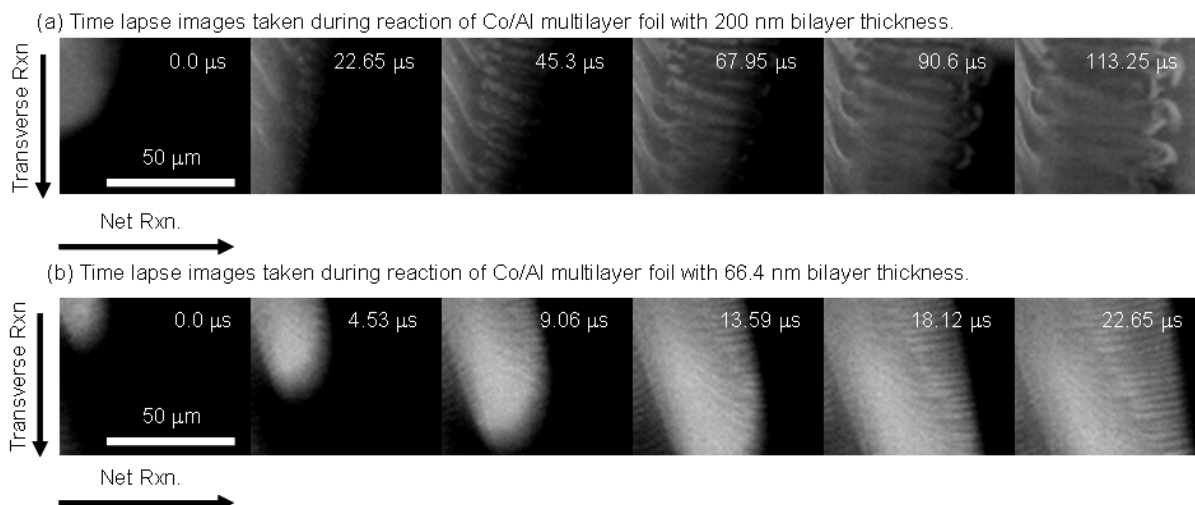 (a) Time lapse images taken during reaction of Co/Al multilayer foil with 200 nm bilayer thickness.
Transverse Rxn
0.0 μs 22.65 μs 45.3 μs 67.95 μs 90.6 μs 113.25 μs
50 μm
Net Rxn.
(b) Time lapse images taken during reaction of Co/Al multilayer foil with 66.4 nm bilayer thickness.
Transverse Rxn
0.0 μs 4.53 μs 9.06 μs 13.59 μs 18.12 μs 22.65 μs
50 μm
Net Rxn.